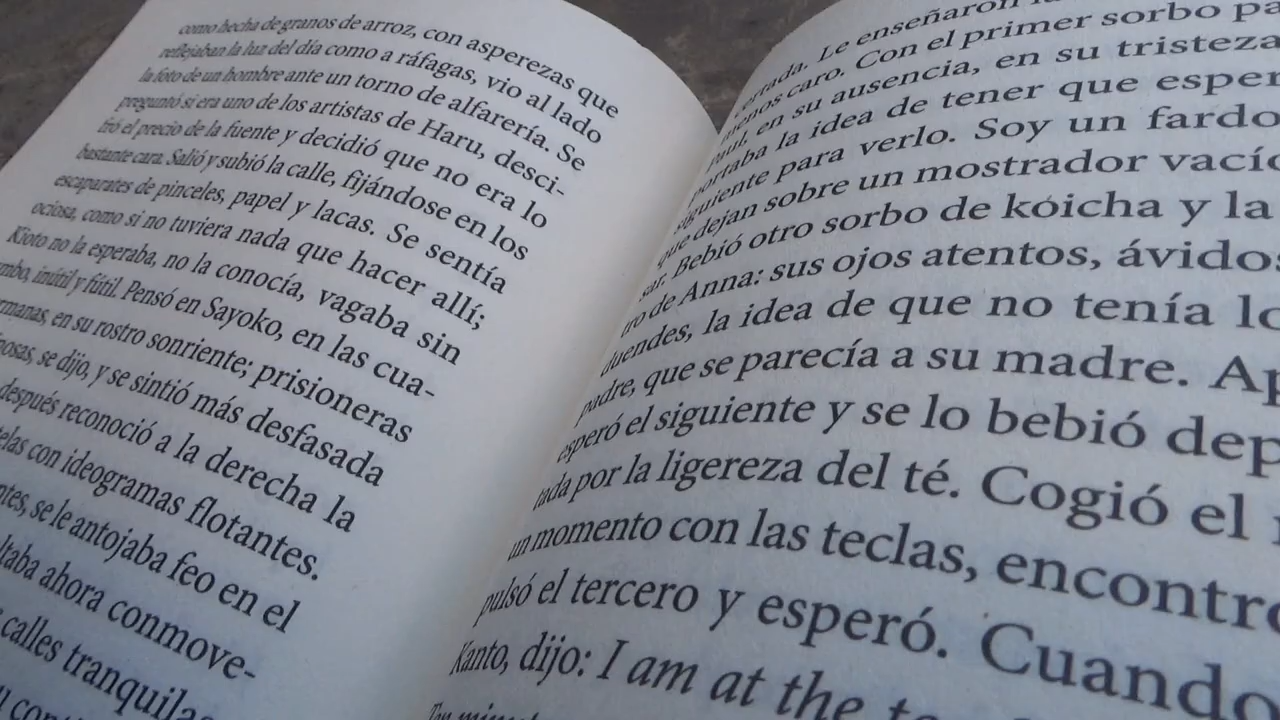 como hecha de granos de arroz, con asperezas que
reflejaban la luz del día como a ráfagas, vio al lado
la foto de un hombre ante un torno de alfarería. Se
preguntó si era uno de los artistas de Haru, desci-
fró el precio de la fuente y decidió que no era lo
bastante cara. Salió y subió la calle, fijándose en los
escaparates de pinceles, papel y lacas. Se sentía
ociosa, como si no tuviera nada que hacer allí;
Kioto no la esperaba, no la conocía, vagaba sin
mbo, inútil y fútil. Pensó en Sayoko, en las cua-
rmanas, en su rostro sonriente; prisioneras
osas, se dijo, y se sintió más desfasada
después reconoció a la derecha la
telas con ideogramas flotantes.
ntes, se le antojaba feo en el
ltaba ahora conmove-
calles tranquilas
Le enseñaron
menos caro. Con el primer sorbo pa
Paul, en su ausencia, en su tristeza
portaba la idea de tener que esper
siguiente para verlo. Soy un fardo
que dejan sobre un mostrador vacío
sar. Bebió otro sorbo de kóicha y la
tro de Anna: sus ojos atentos, ávidos
duendes, la idea de que no tenía lo
padre, que se parecía a su madre. Ap
esperó el siguiente y se lo bebió dep
tada por la ligereza del té. Cogió el
un momento con las teclas, encontró
pulsó el tercero y esperó. Cuando
Kanto, dijo: I am at the te